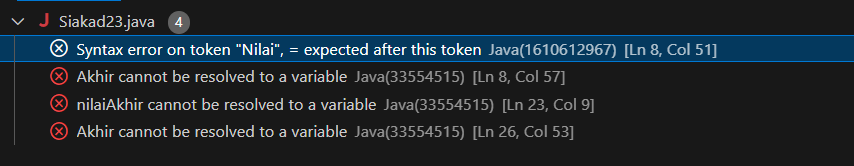 Siakad23.java 4
Syntax error on token "Nilai", = expected after this token Java(1610612967) [Ln 8, Col 51]
Akhir cannot be resolved to a variable Java(33554515) [Ln 8, Col 57]
nilaiAkhir cannot be resolved to a variable Java(33554515) [Ln 23, Col 9]
Akhir cannot be resolved to a variable Java(33554515) [Ln 26, Col 53]